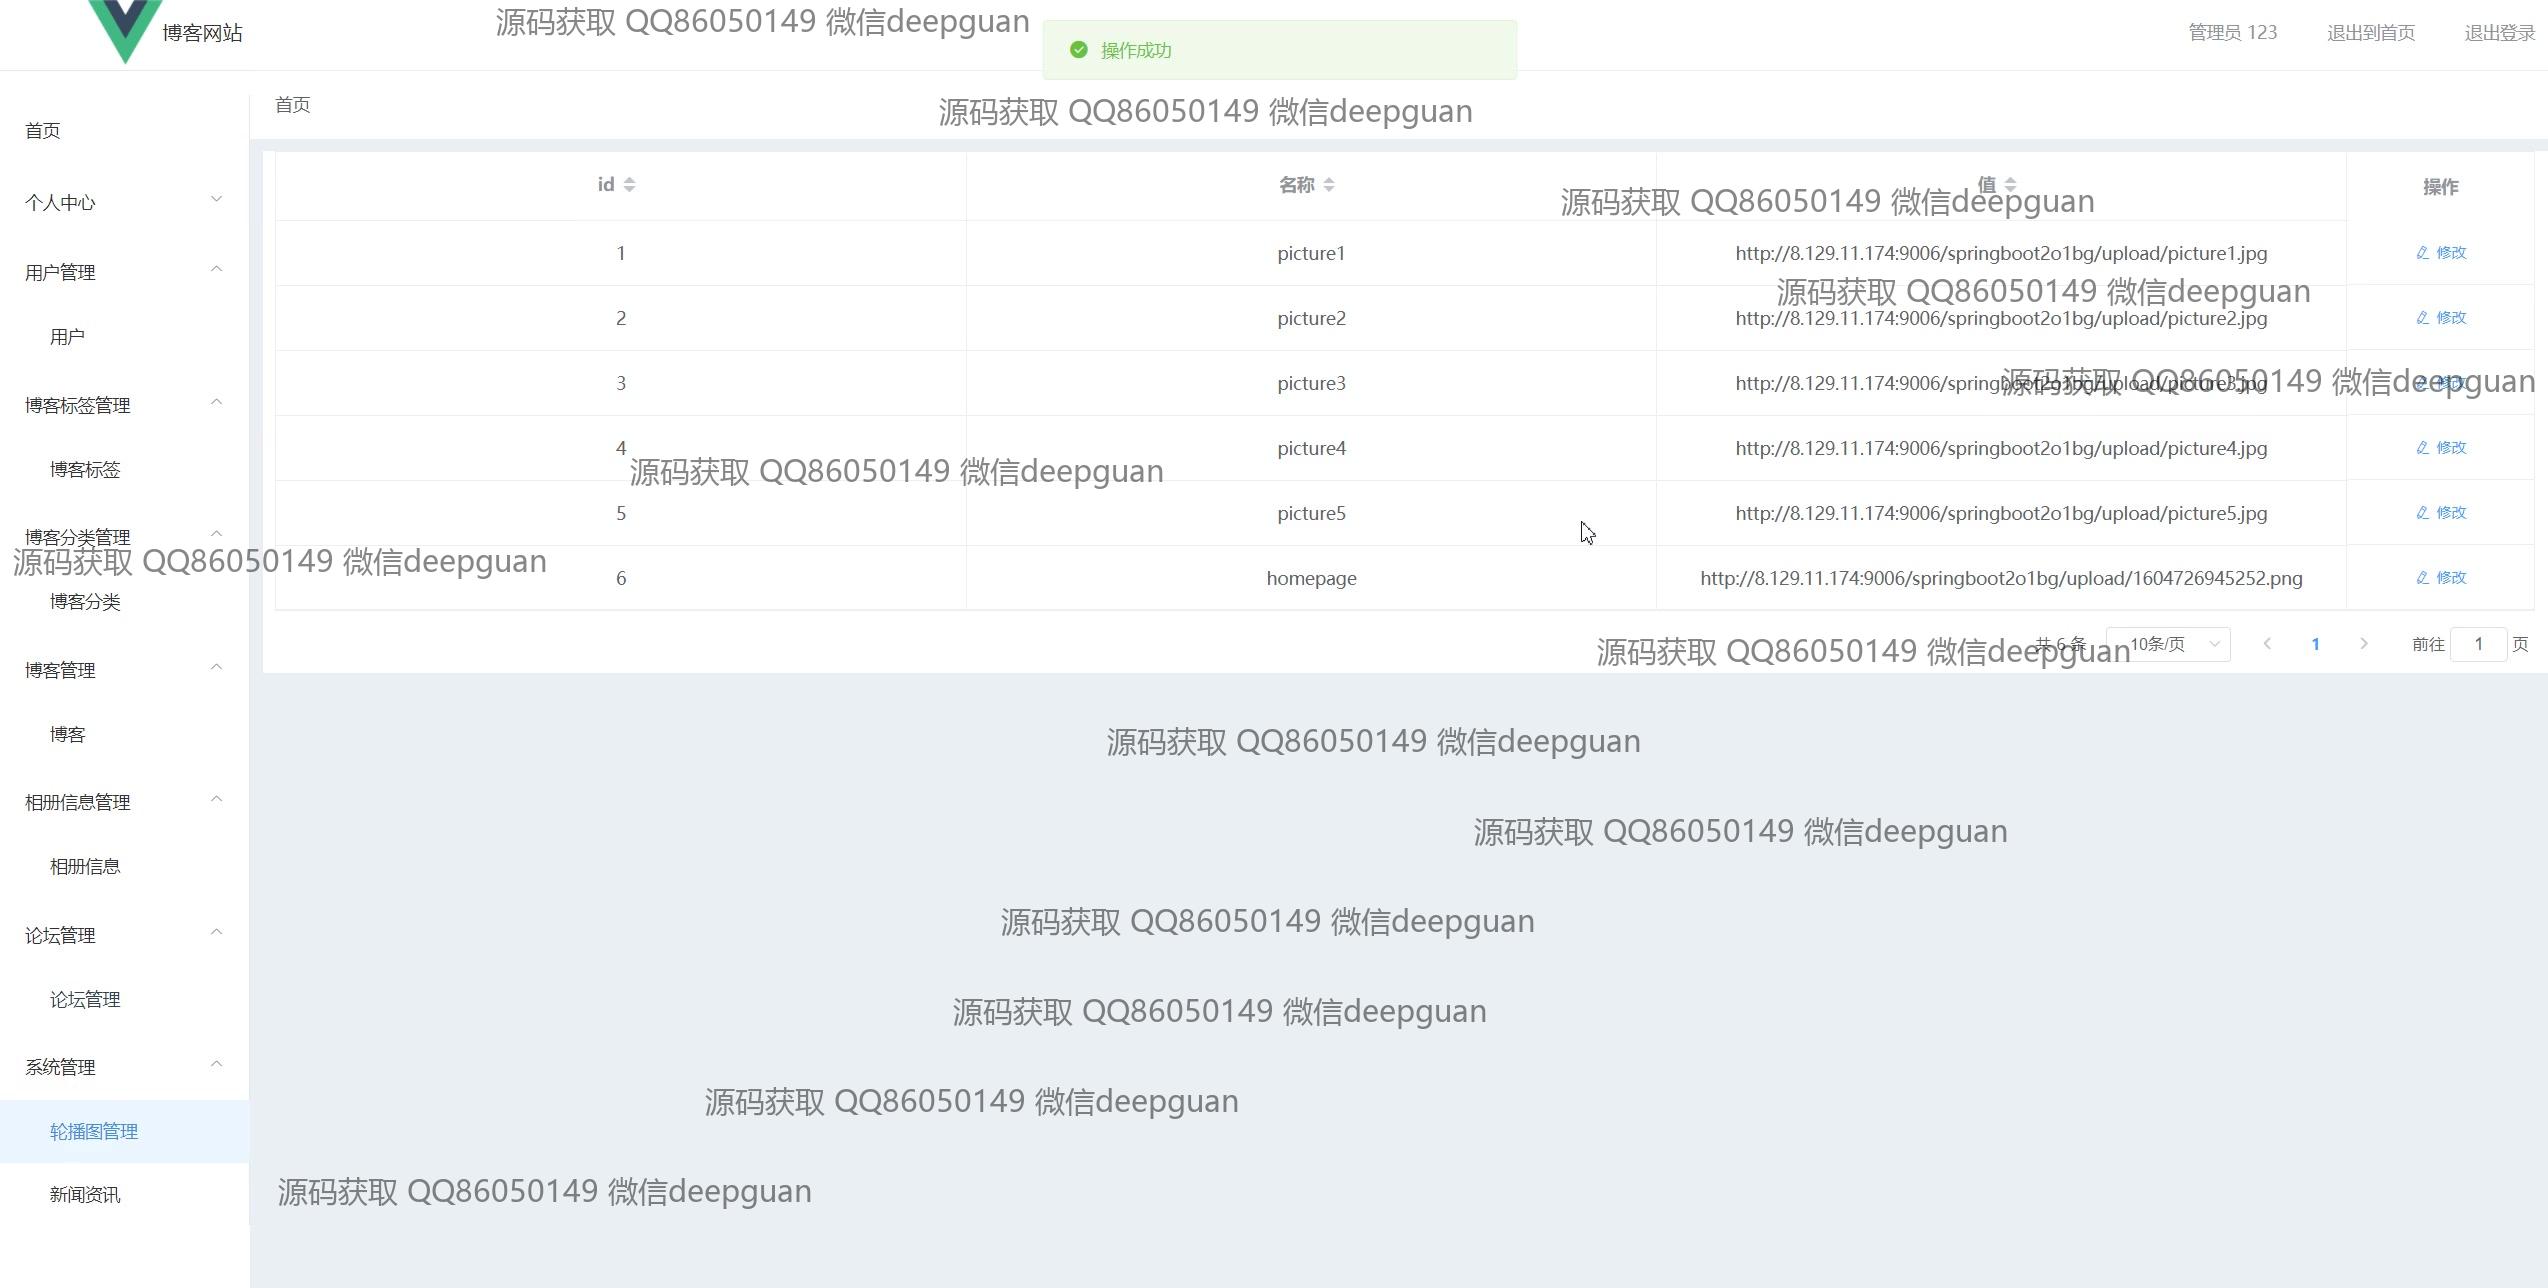 博客网站
源码获取 QQ86050149 微信deepguan
操作成功
管理员 123
退出到首页
退出登录
首页
源码获取 QQ86050149 微信deepguan
首页
个人中心
用户管理
用户
博客标签管理
博客标签
博客分类管理
源码获取 QQ86050149 微信deepguan
博客分类
博客管理
博客
相册信息管理
相册信息
论坛管理
论坛管理
系统管理
轮播图管理
新闻资讯
id 名称 值 操作
源码获取 QQ86050149 微信deepguan
1 picture1 http://8.129.11.174:9006/springboot2o1bg/upload/picture1.jpg 修改
源码获取 QQ86050149 微信deepguan
2 picture2 http://8.129.11.174:9006/springboot2o1bg/upload/picture2.jpg 修改
3 picture3 http://8.129.11.174:9006/springboot2o1bg/upload/picture3.jpg 修改
源码获取 QQ86050149 微信deepguan
4 picture4 http://8.129.11.174:9006/springboot2o1bg/upload/picture4.jpg 修改
源码获取 QQ86050149 微信deepguan
5 picture5 http://8.129.11.174:9006/springboot2o1bg/upload/picture5.jpg 修改
6 homepage http://8.129.11.174:9006/springboot2o1bg/upload/1604726945252.png 修改
共 6 条 10条/页 1 前往 1 页
源码获取 QQ86050149 微信deepguan
源码获取 QQ86050149 微信deepguan
源码获取 QQ86050149 微信deepguan
源码获取 QQ86050149 微信deepguan
源码获取 QQ86050149 微信deepguan
源码获取 QQ86050149 微信deepguan
源码获取 QQ86050149 微信deepguan